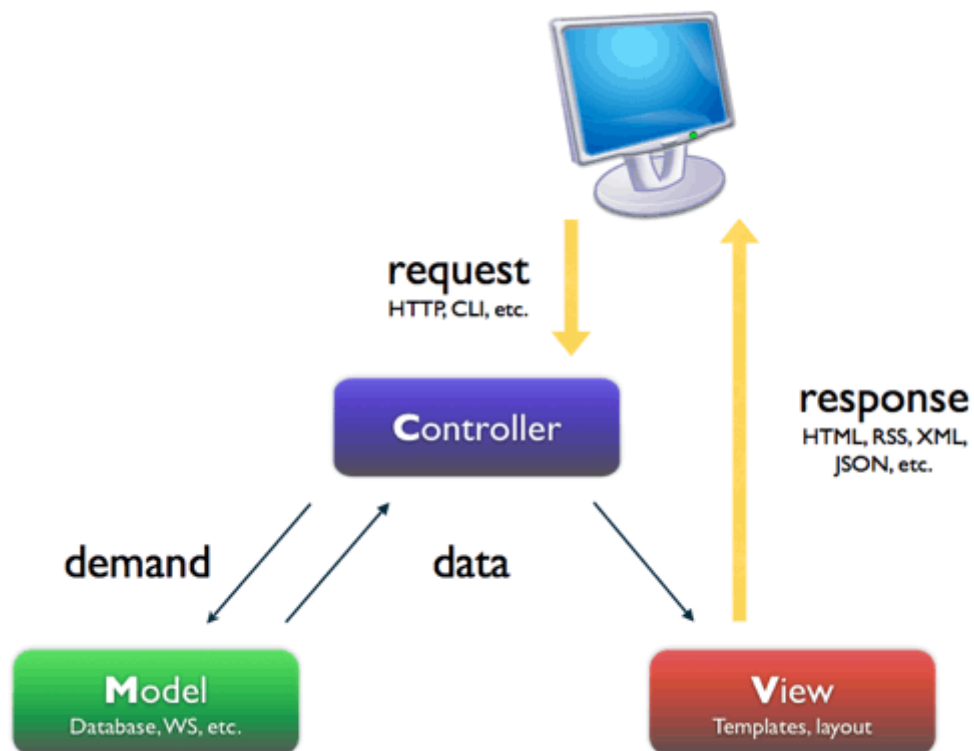 request
HTTP, CLI, etc.
Controller
response
HTML, RSS, XML,
JSON, etc.
demand
data
Model
Database, WS, etc.
View
Templates, layout